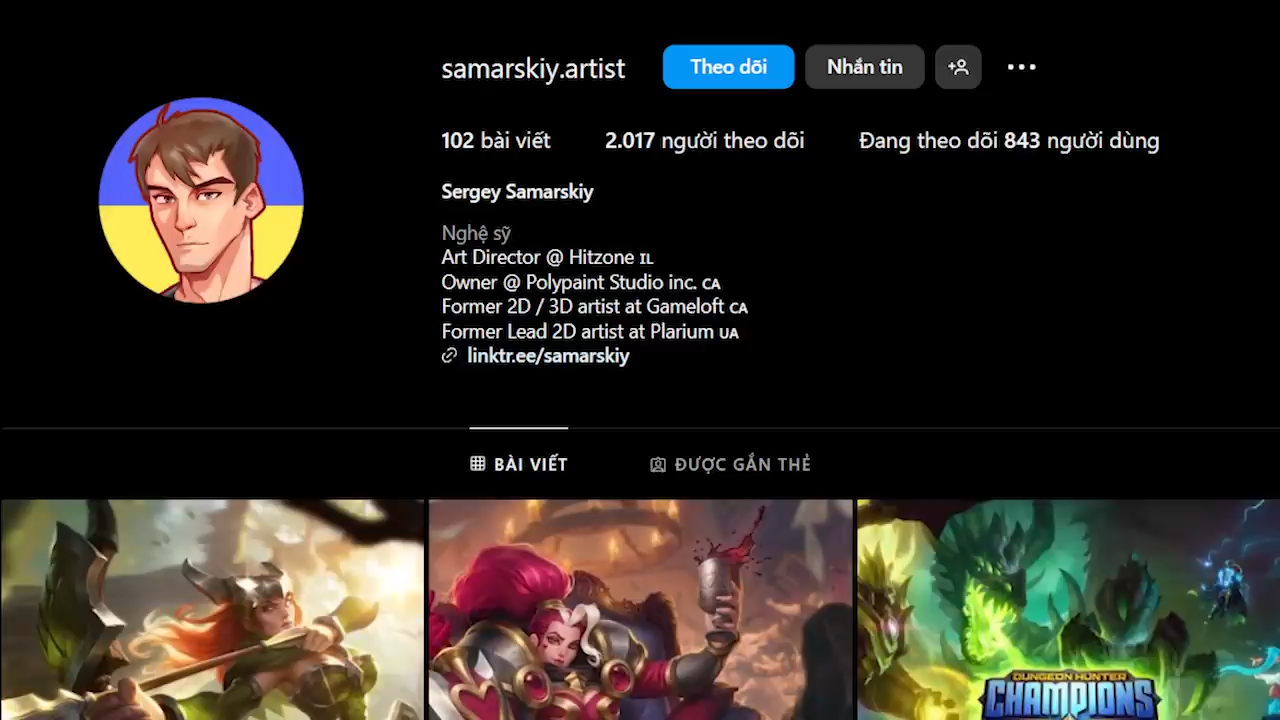 samarskiy.artist Theo dõi Nhắn tin
102 bài viết 2.017 người theo dõi Đang theo dõi 843 người dùng
Sergey Samarskiy
Nghệ sỹ
Art Director @ Hitzone IL
Owner @ Polypaint Studio inc. CA
Former 2D / 3D artist at Gameloft CA
Former Lead 2D artist at Plarium UA
linktr.ee/samarskiy
BÀI VIẾT ĐƯỢC GẮN THẺ
DUNGEON HUNTER
CHAMPIONS